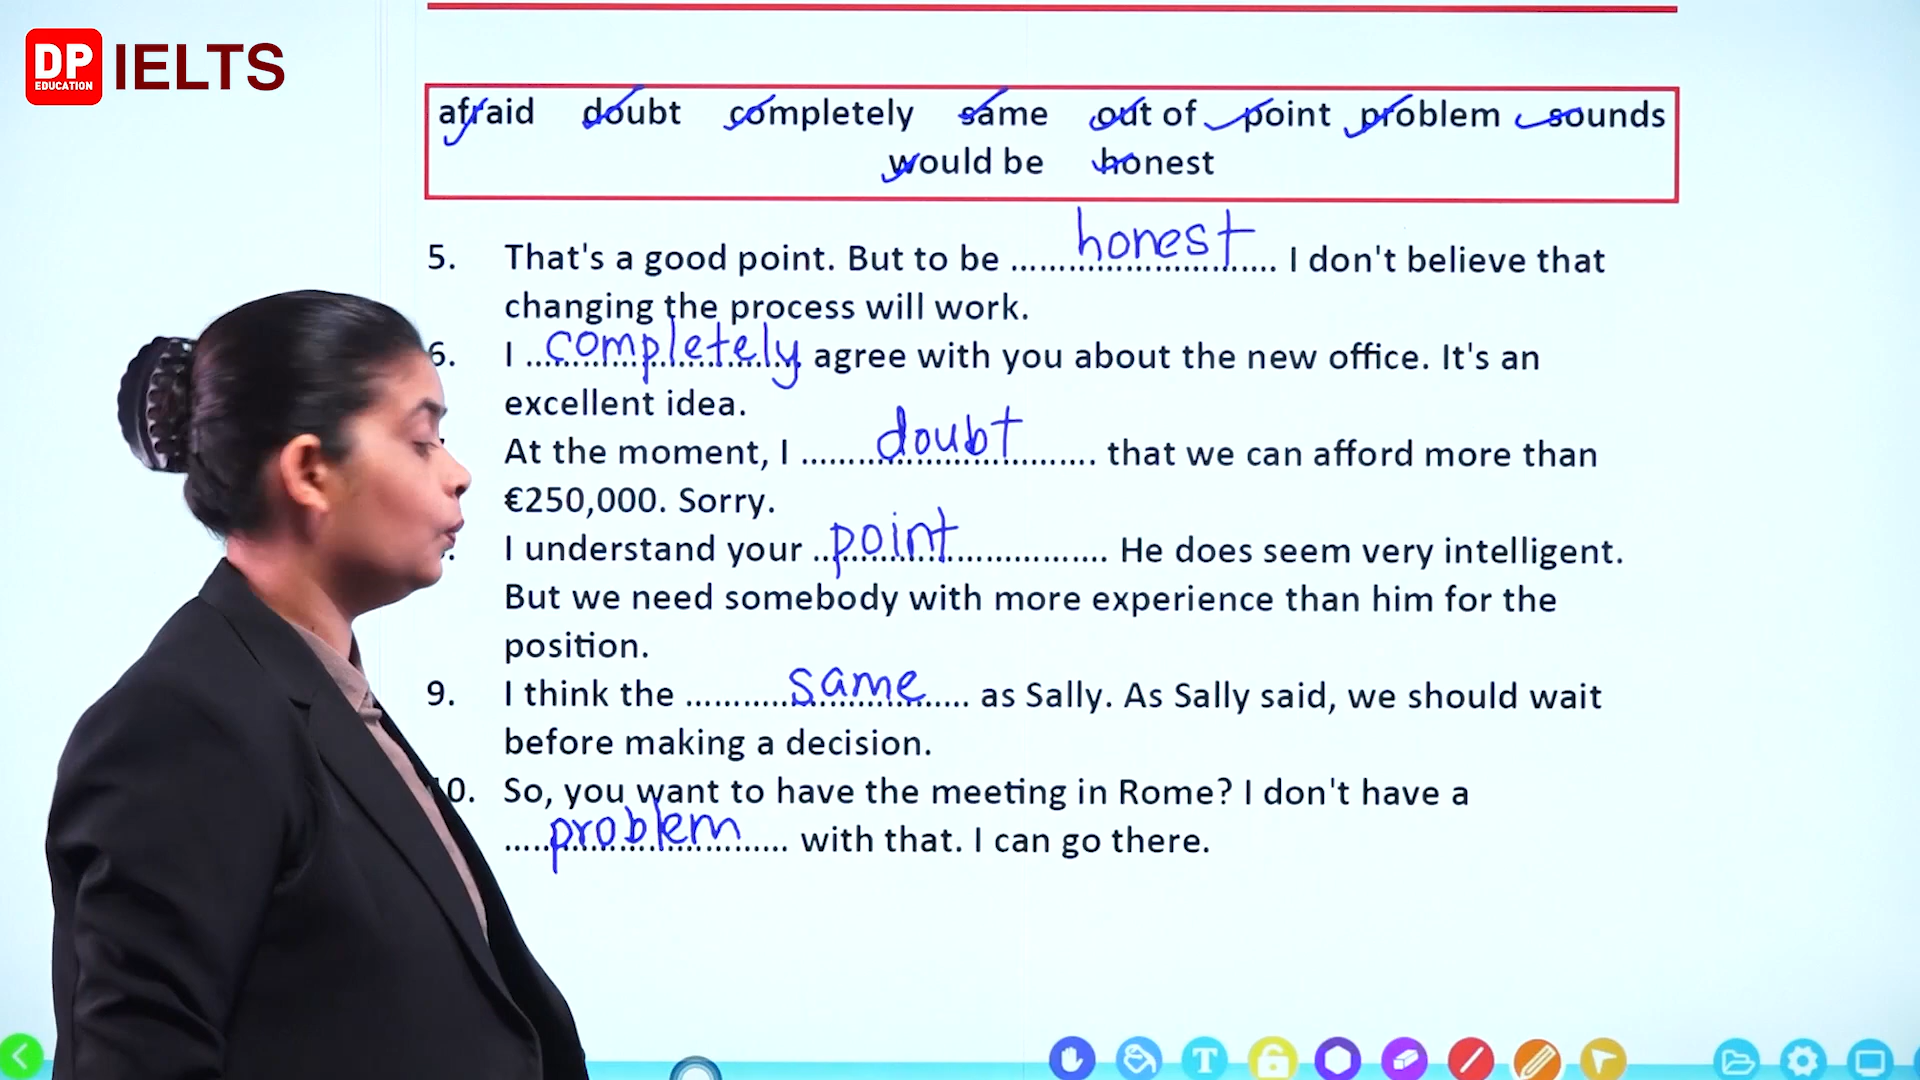 DP
EDUCATION
IELTS
afraid doubt completely same out of point problem sounds
would be honest
5. That's a good point. But to be ............ honest ............ I don't believe that
changing the process will work.
6. I ............ completely ............ agree with you about the new office. It's an
excellent idea.
At the moment, I ............ doubt ............ that we can afford more than
€250,000. Sorry.
I understand your ............ point ............ He does seem very intelligent.
But we need somebody with more experience than him for the
position.
9. I think the ............ same ............ as Sally. As Sally said, we should wait
before making a decision.
10. So, you want to have the meeting in Rome? I don't have a
............ problem ............ with that. I can go there.
T